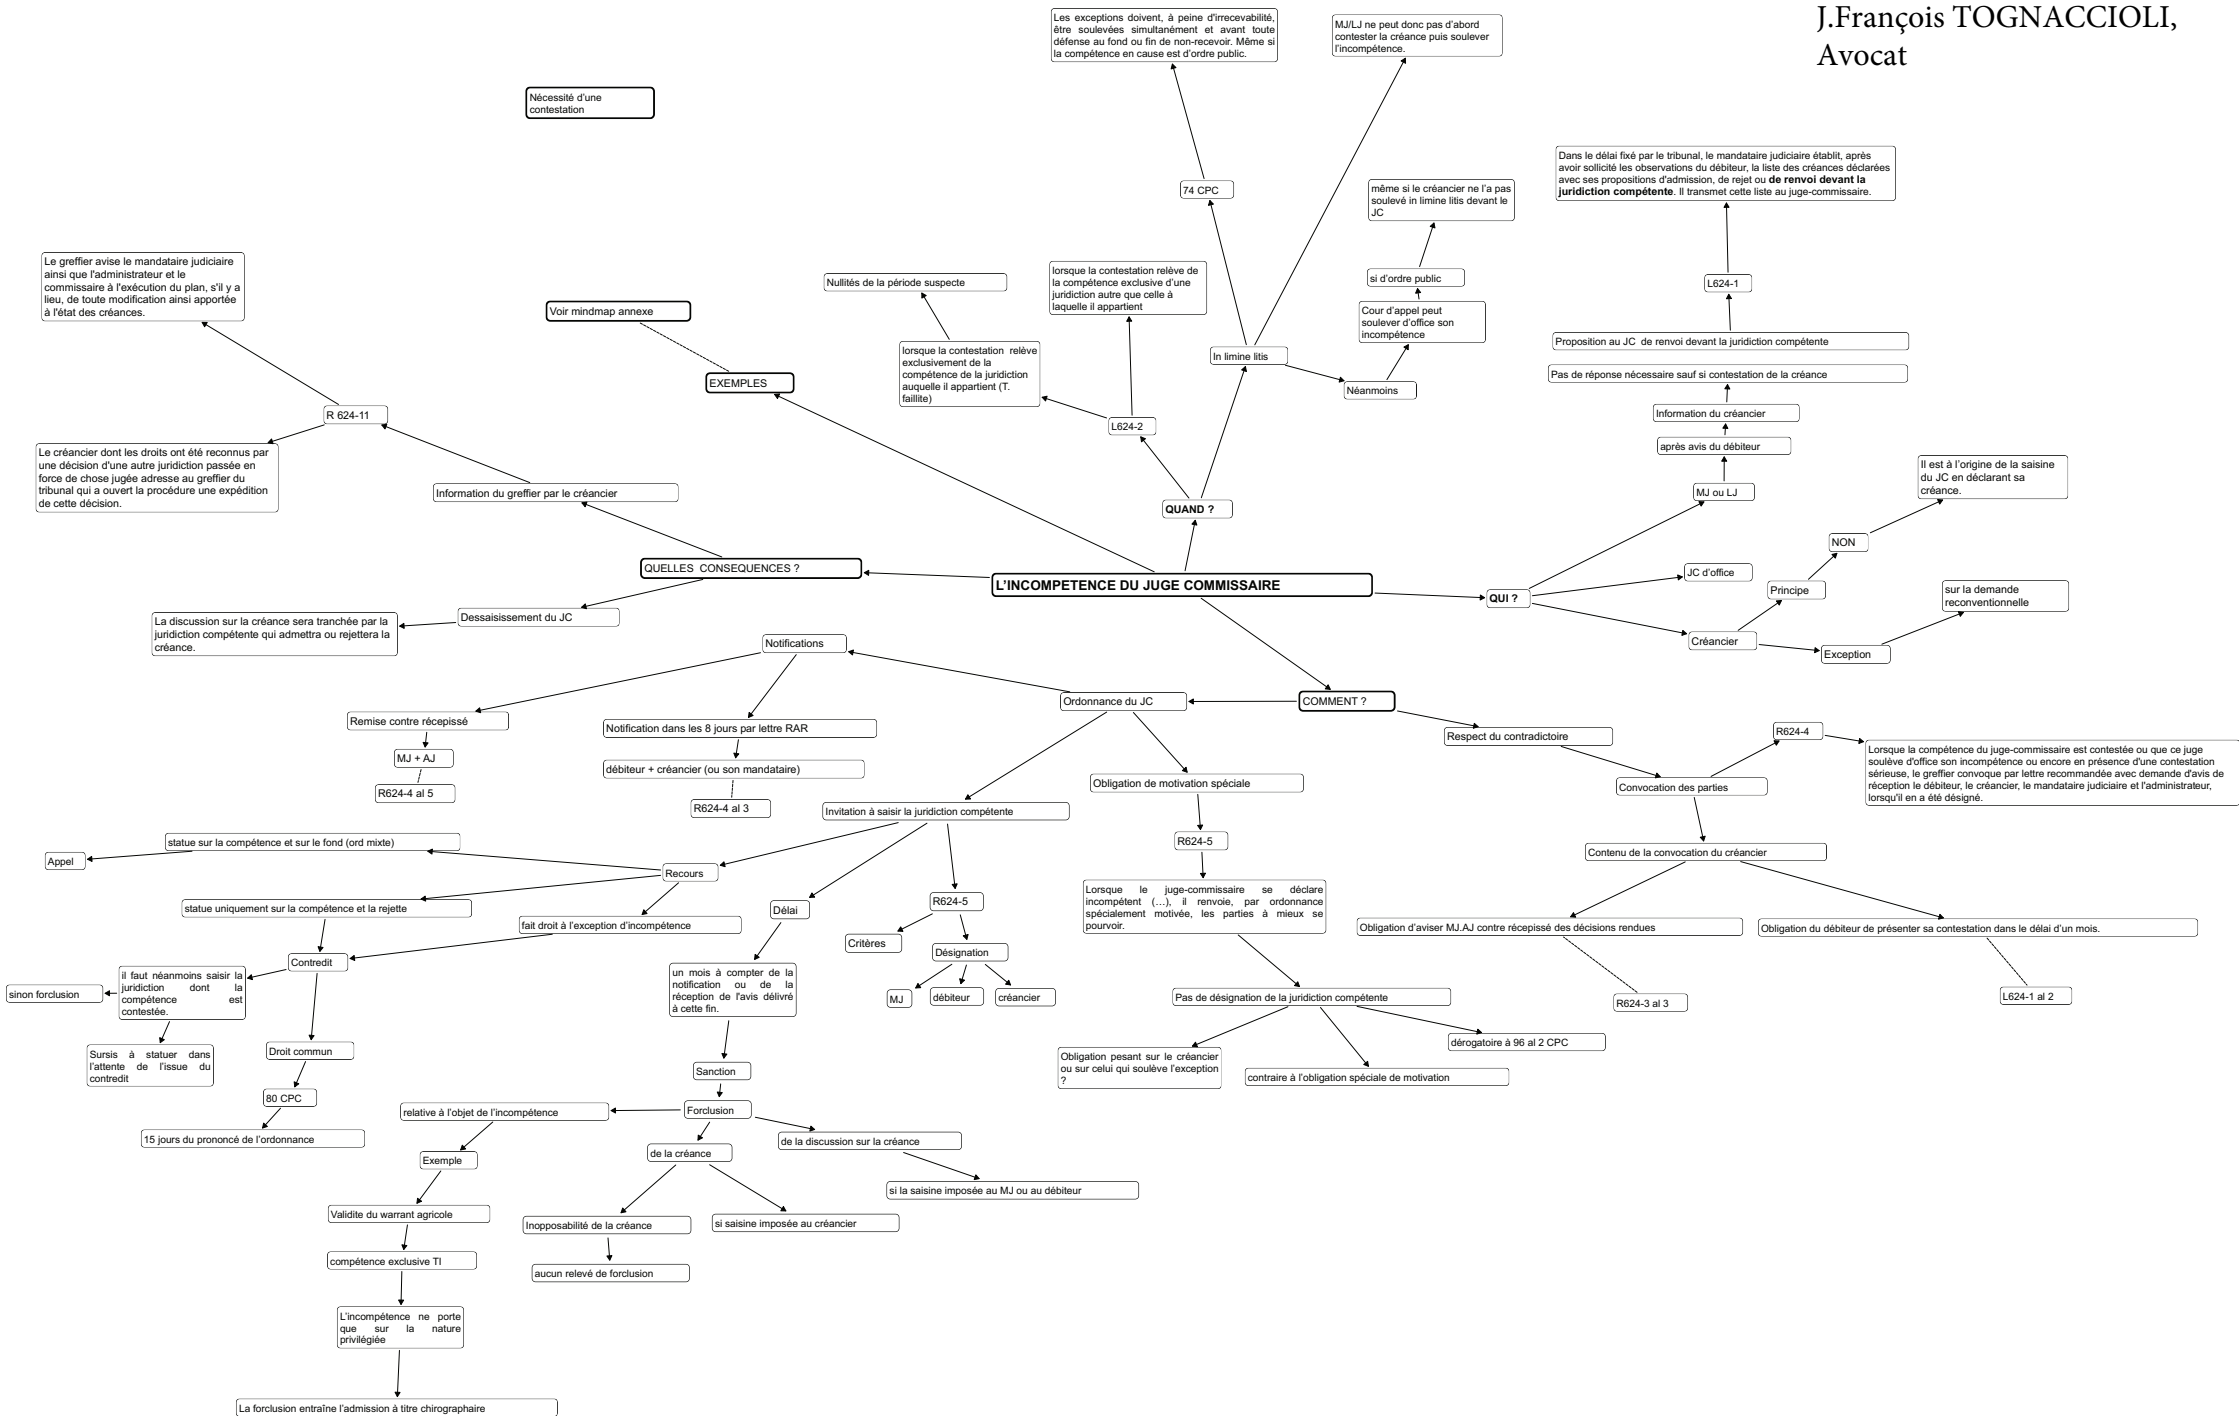 J.François TOGNACCIOLI,
Avocat
Les exceptions doivent, à peine d'irrecevabilité,
être soulevées simultanément et avant toute
défense au fond ou fin de non-recevoir. Même si
la compétence en cause est d'ordre public.
MJ/LJ ne peut donc pas d'abord
contester la créance puis soulever
l'incompétence.
Nécessité d'une
contestation
Dans le délai fixé par le tribunal, le mandataire judiciaire établit, après
avoir sollicité les observations du débiteur, la liste des créances déclarées
avec ses propositions d'admission, de rejet ou de renvoi devant la
juridiction compétente. Il transmet cette liste au juge-commissaire.
74 CPC
même si le créancier ne l'a pas
soulevé in limine litis devant le
JC
Le greffier avise le mandataire judiciaire
ainsi que l'administrateur et le
commissaire à l'exécution du plan, s'il y a
lieu, de toute modification ainsi apportée
à l'état des créances.
Nullités de la période suspecte
lorsque la contestation relève de
la compétence exclusive d'une
juridiction autre que celle à
laquelle il appartient
si d'ordre public
L624-1
Voir mindmap annexe
Cour d'appel peut
soulever d'office son
incompétence
Proposition au JC  de renvoi devant la juridiction compétente
lorsque la contestation  relève
exclusivement de la
compétence de la juridiction
auquelle il appartient (T.
faillite)
In limine litis
EXEMPLES
Néanmoins
Pas de réponse nécessaire sauf si contestation de la créance
R 624-11
L624-2
Information du créancier
après avis du débiteur
Le créancier dont les droits ont été reconnus par
une décision d'une autre juridiction passée en
force de chose jugée adresse au greffier du
tribunal qui a ouvert la procédure une expédition
de cette décision.
Information du greffier par le créancier
Il est à l'origine de la saisine
du JC en déclarant sa
créance.
MJ ou LJ
QUAND ?
NON
QUELLES  CONSEQUENCES ?
L'INCOMPETENCE DU JUGE COMMISSAIRE
JC d'office
QUI ?
Principe
sur la demande
reconventionnelle
Dessaisissement du JC
La discussion sur la créance sera tranchée par la
juridiction compétente qui admettra ou rejettera la
créance.
Notifications
Créancier
Exception
Ordonnance du JC
COMMENT ?
Remise contre récepissé
Notification dans les 8 jours par lettre RAR
Respect du contradictoire
R624-4
Lorsque la compétence du juge-commissaire est contestée ou que ce juge
soulève d'office son incompétence ou encore en présence d'une contestation
sérieuse, le greffier convoque par lettre recommandée avec demande d'avis de
réception le débiteur, le créancier, le mandataire judiciaire et l'administrateur,
lorsqu'il en a été désigné.
MJ + AJ
débiteur + créancier (ou son mandataire)
R624-4 al 5
R624-4 al 3
Obligation de motivation spéciale
Convocation des parties
Invitation à saisir la juridiction compétente
statue sur la compétence et sur le fond (ord mixte)
Appel
R624-5
Contenu de la convocation du créancier
Recours
Lorsque le juge-commissaire se déclare
incompétent (…), il renvoie, par ordonnance
spécialement motivée, les parties à mieux se
pourvoir.
statue uniquement sur la compétence et la rejette
Délai
R624-5
fait droit à l'exception d'incompétence
Critères
Désignation
Obligation d'aviser MJ.AJ contre récepissé des décisions rendues
Obligation du débiteur de présenter sa contestation dans le délai d'un mois.
Contredit
il faut néanmoins saisir la
juridiction dont la
compétence est
contestée.
sinon forclusion
un mois à compter de la
notification ou de la
réception de l'avis délivré
à cette fin.
MJ
débiteur
créancier
Pas de désignation de la juridiction compétente
R624-3 al 3
L624-1 al 2
Sursis à statuer dans
l'attente de l'issue du
contredit
Droit commun
Obligation pesant sur le créancier
ou sur celui qui soulève l'exception
?
dérogatoire à 96 al 2 CPC
contraire à l'obligation spéciale de motivation
Sanction
80 CPC
relative à l'objet de l'incompétence
Forclusion
15 jours du prononcé de l'ordonnance
de la discussion sur la créance
de la créance
Exemple
si la saisine imposée au MJ ou au débiteur
Validite du warrant agricole
Inopposabilité de la créance
si saisine imposée au créancier
compétence exclusive TI
aucun relevé de forclusion
L'incompétence ne porte
que sur la nature
privilégiée
La forclusion entraîne l'admission à titre chirographaire